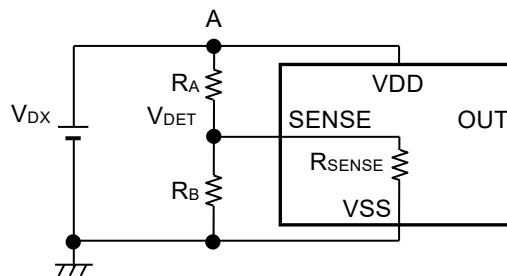 A
RA
VDD
VDX
VDET
SENSE
OUT
RSENSE
RB
VSS